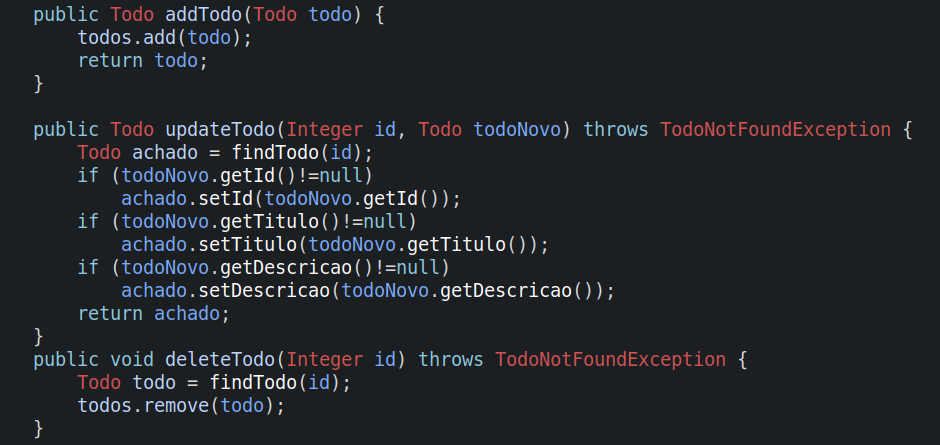 public Todo addTodo(Todo todo) {
    todos.add(todo);
    return todo;
}

public Todo updateTodo(Integer id, Todo todoNovo) throws TodoNotFoundException {
    Todo achado = findTodo(id);
    if (todoNovo.getId()!=null)
        achado.setId(todoNovo.getId());
    if (todoNovo.getTitulo()!=null)
        achado.setTitulo(todoNovo.getTitulo());
    if (todoNovo.getDescricao()!=null)
        achado.setDescricao(todoNovo.getDescricao());
    return achado;
}
public void deleteTodo(Integer id) throws TodoNotFoundException {
    Todo todo = findTodo(id);
    todos.remove(todo);
}